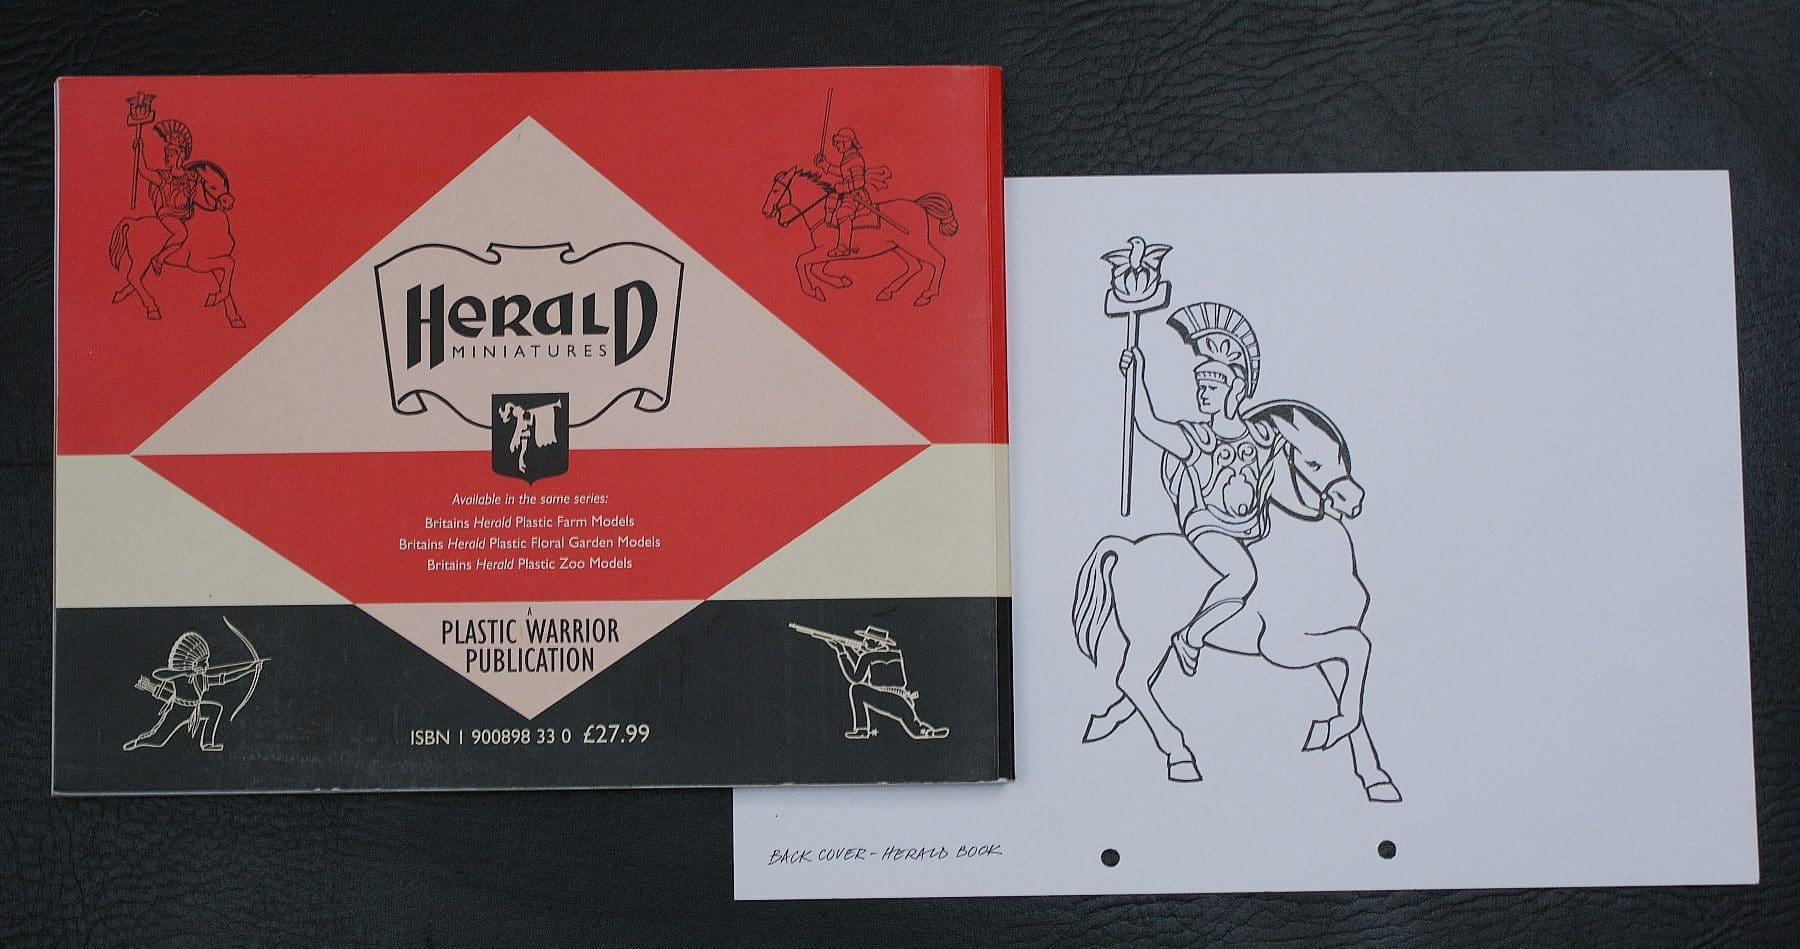 HERALD
MINIATURES
Available in the same series:
Britains Herald Plastic Farm Models
Britains Herald Plastic Floral Garden Models
Britains Herald Plastic Zoo Models
A
PLASTIC WARRIOR
PUBLICATION
ISBN 1 900898 33 0 £27.99
BACK COVER - HERALD BOOK